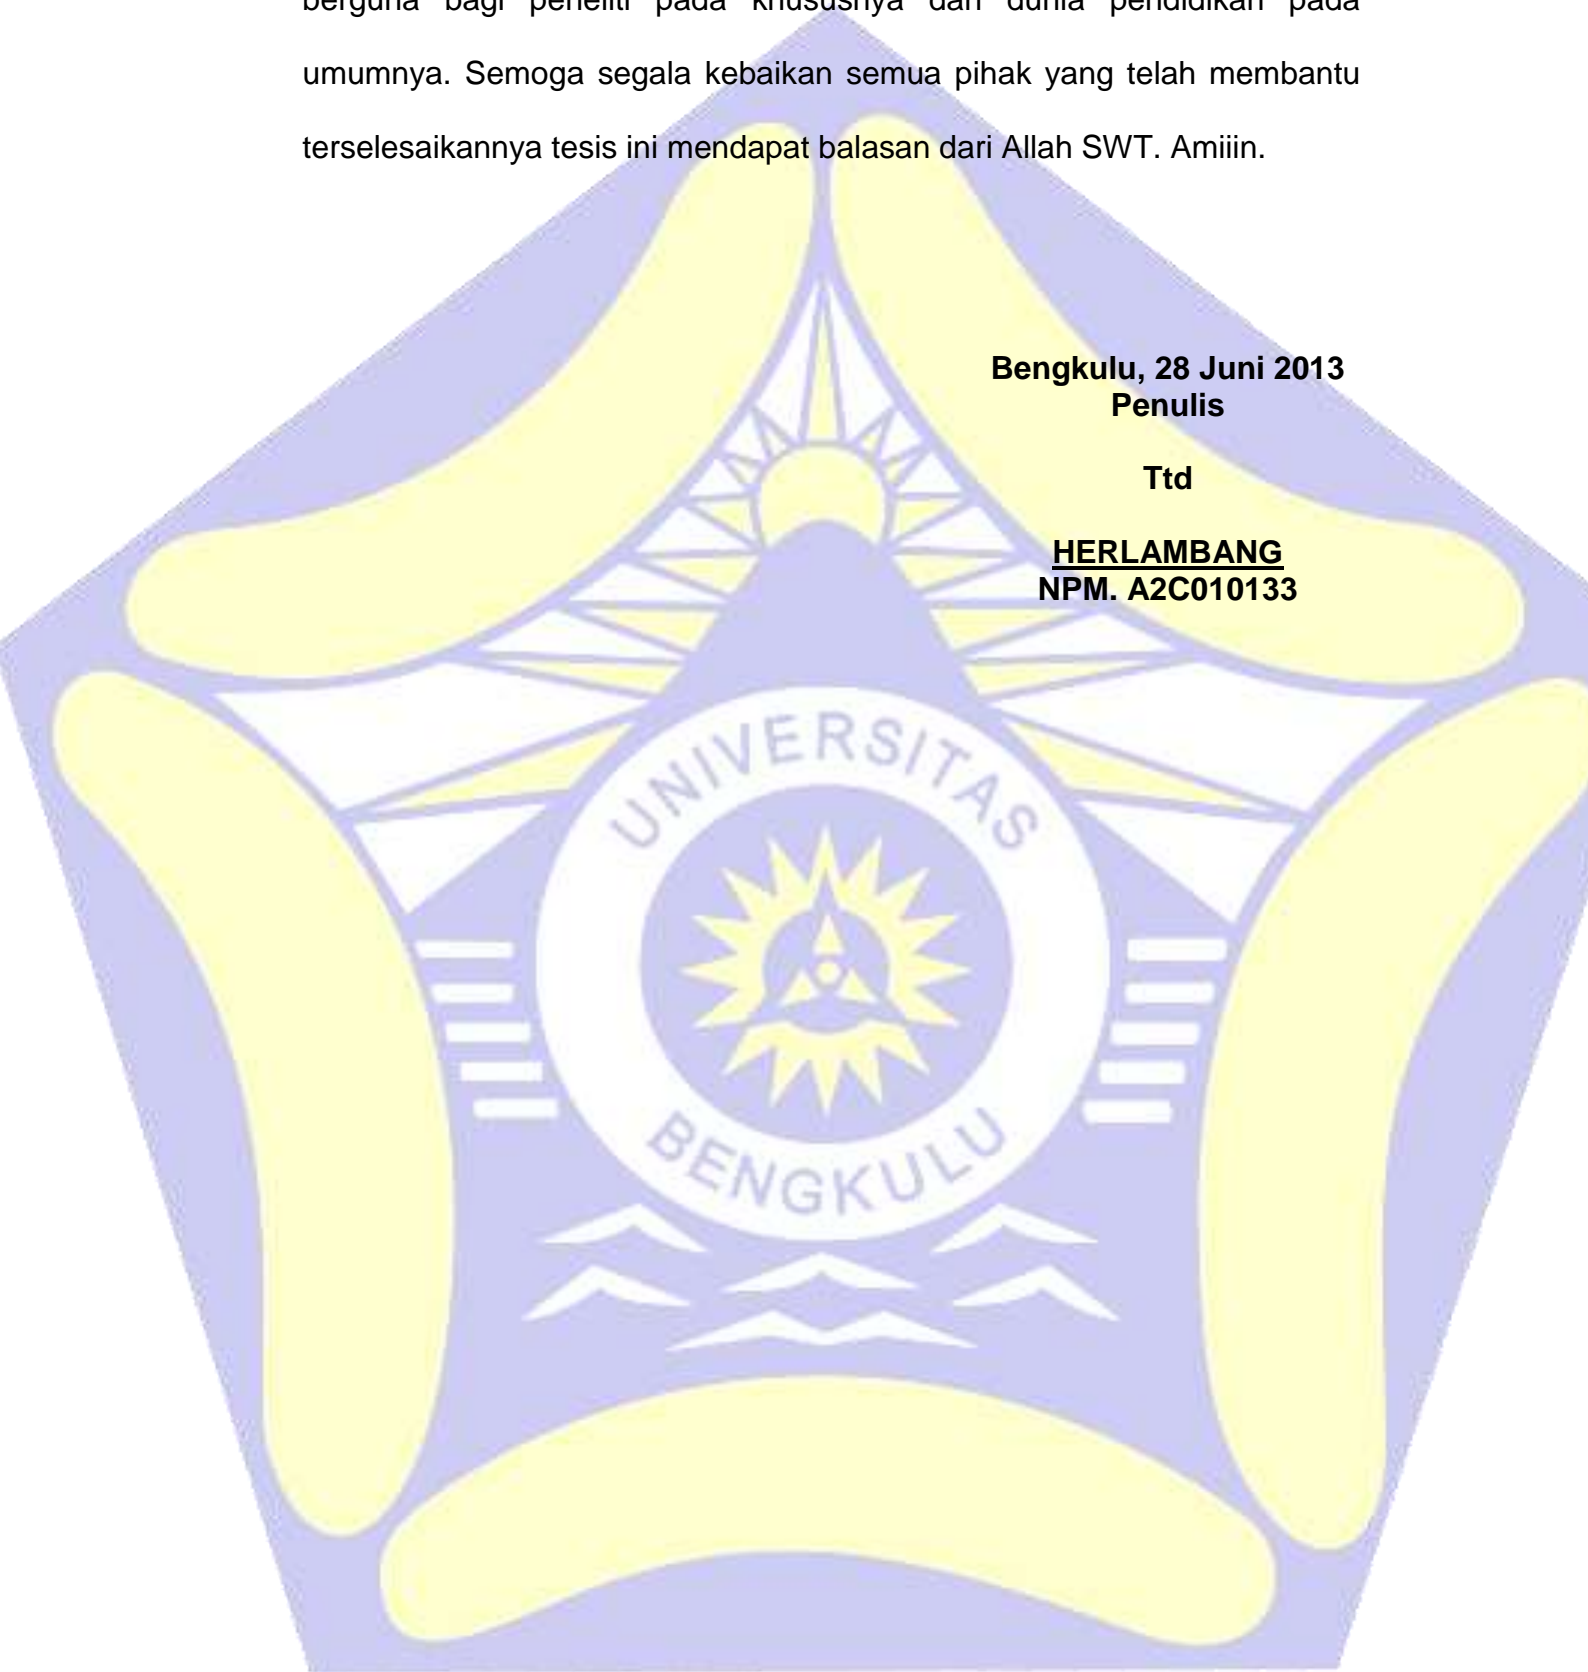 berguna bagi peneliti pada khususnya dan dunia pendidikan pada
umumnya. Semoga segala kebaikan semua pihak yang telah membantu
terselesaikannya tesis ini mendapat balasan dari Allah SWT. Amiiin.
Bengkulu, 28 Juni 2013
Penulis
Ttd
HERLAMBANG
NPM. A2C010133
UNIVERSITAS
BENGKULU